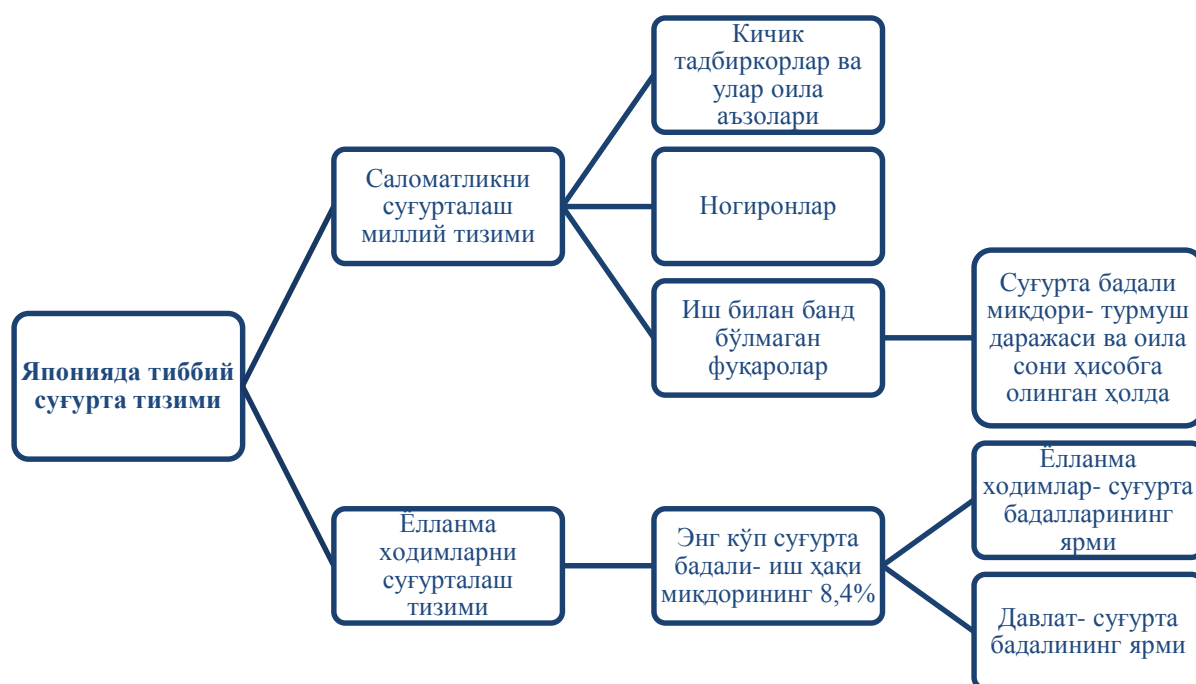 Японияда тиббий
суғурта тизими
Саломатликни
суғурталаш
миллий тизими
Кичик
тадбиркорлар ва
улар оила
аъзолари
Ногиронлар
Иш билан банд
бўлмаган
фуқаролар
Суғурта бадали
миқдори- турмуш
даражаси ва оила
сони ҳисобга
олинган ҳолда
Ёлланма
ходимларни
суғурталаш
тизими
Энг кўп суғурта
бадали- иш ҳақи
миқдорининг 8,4%
Ёлланма
ходимлар- суғурта
бадалларининг
ярми
Давлат- суғурта
бадалининг ярми